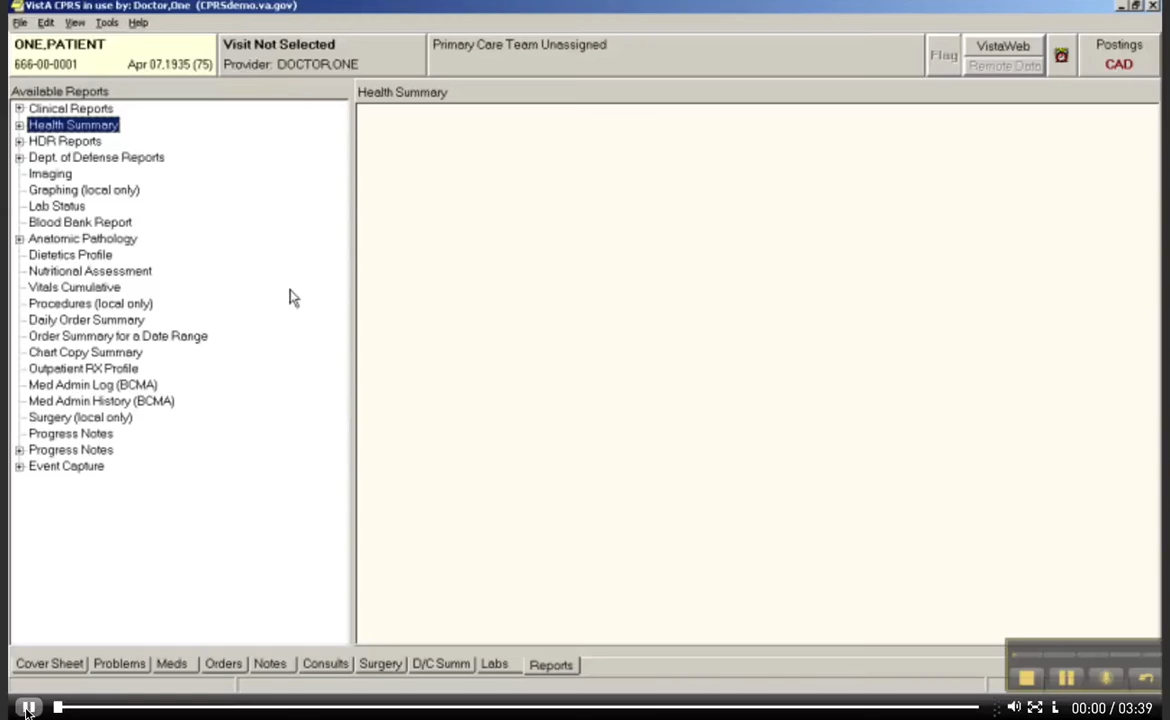 VistA CPRS in use by: Doctor,One (CPRSdemo.va.gov)
File Edit View Tools Help
ONE,PATIENT
666-00-0001 Apr 07,1935 (75)
Visit Not Selected
Provider: DOCTOR,ONE
Primary Care Team Unassigned
Flag
VistaWeb
Remote Data
Postings
CAD
Available Reports
Clinical Reports
Health Summary
HDR Reports
Dept. of Defense Reports
Imaging
Graphing (local only)
Lab Status
Blood Bank Report
Anatomic Pathology
Dietetics Profile
Nutritional Assessment
Vitals Cumulative
Procedures (local only)
Daily Order Summary
Order Summary for a Date Range
Chart Copy Summary
Outpatient RX Profile
Med Admin Log (BCMA)
Med Admin History (BCMA)
Surgery (local only)
Progress Notes
Progress Notes
Event Capture
Health Summary
Cover Sheet Problems Meds Orders Notes Consults Surgery D/C Summ Labs Reports
00:00 / 03:39